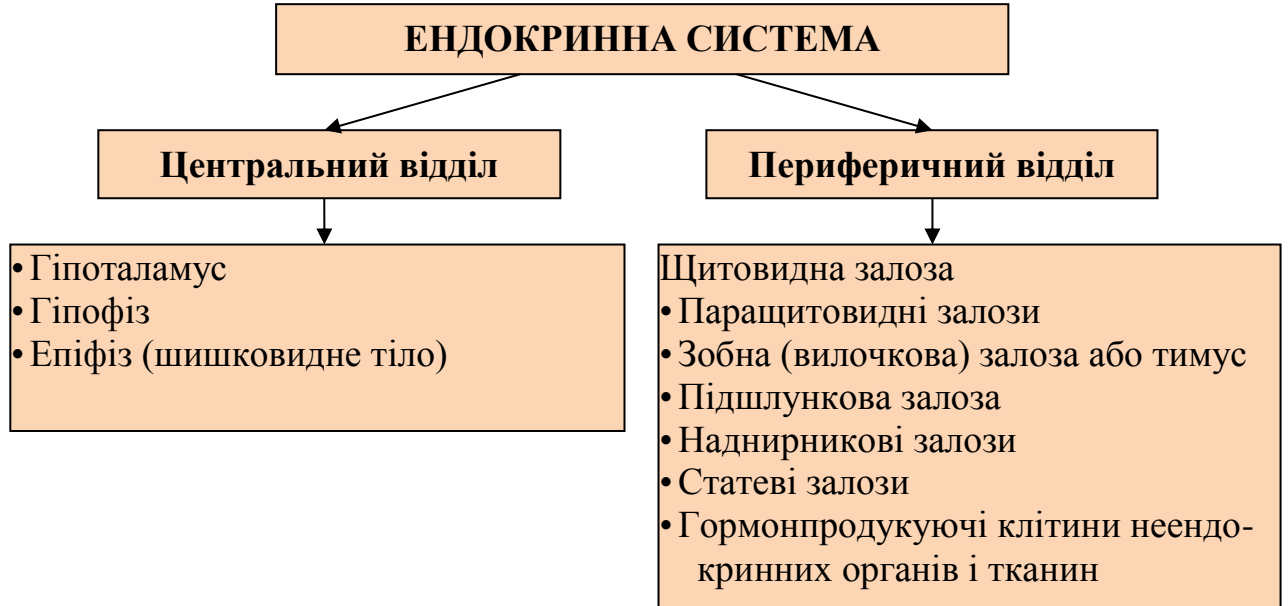 ЕНДОКРИННА СИСТЕМА
Центральний відділ
• Гіпоталамус
• Гіпофіз
• Епіфіз (шишковидне тіло)
Периферичний відділ
Щитовидна залоза
• Паращитовидні залози
• Зобна (вилочкова) залоза або тимус
• Підшлункова залоза
• Наднирникові залози
• Статеві залози
• Гормонпродукуючі клітини неендо-
кринних органів і тканин